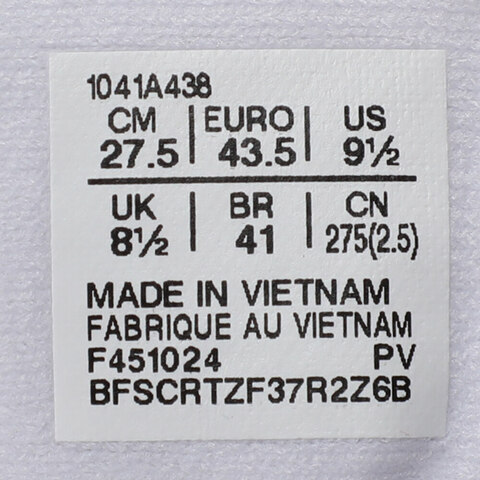 1041A438
CM | EURO | US
27.5 | 43.5 | 9½
UK | BR | CN
8½ | 41 | 275(2.5)
MADE IN VIETNAM
FABRIQUE AU VIETNAM
F451024 PV
BFSCRTZF37R2Z6B